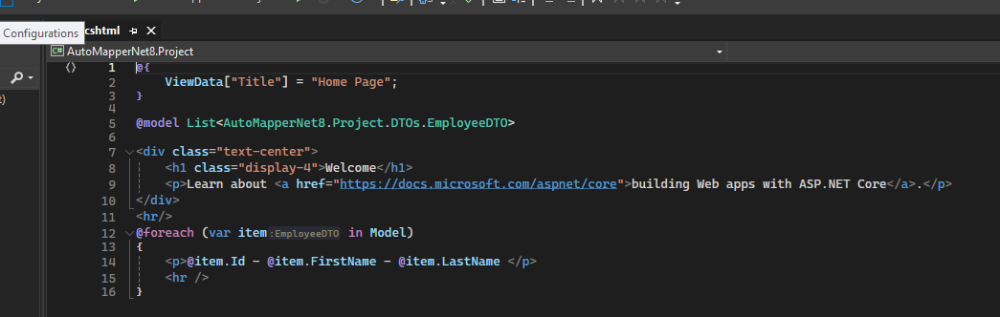 Configurations
cshtml
C# AutoMapperNet8.Project
1 @{
2 ViewData["Title"] = "Home Page";
3 }
4
5 @model List<AutoMapperNet8.Project.DTOs.EmployeeDTO>
6
7 <div class="text-center">
8 <h1 class="display-4">Welcome</h1>
9 <p>Learn about <a href="https://docs.microsoft.com/aspnet/core">building Web apps with ASP.NET Core</a>.</p>
10 </div>
11 <hr/>
12 @foreach (var item :EmployeeDTO in Model)
13 {
14 <p>@item.Id - @item.FirstName - @item.LastName </p>
15 <hr />
16 }